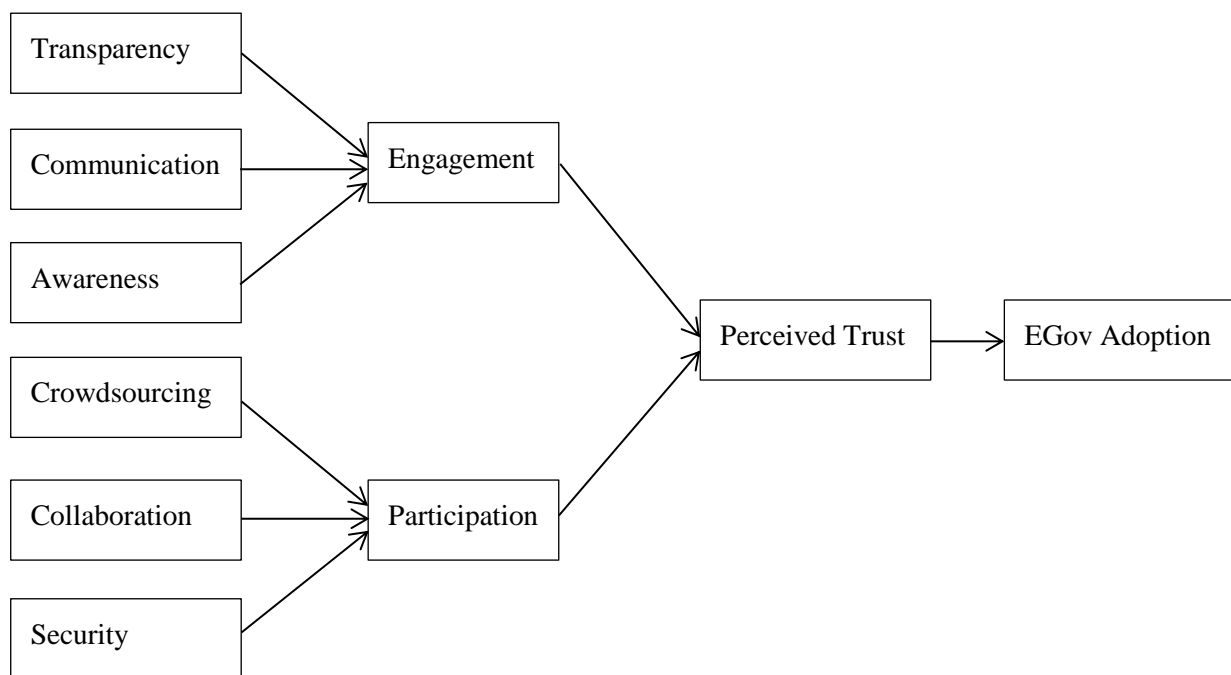 Transparency
Communication
Awareness
Engagement
Crowdsourcing
Collaboration
Security
Participation
Perceived Trust
EGov Adoption